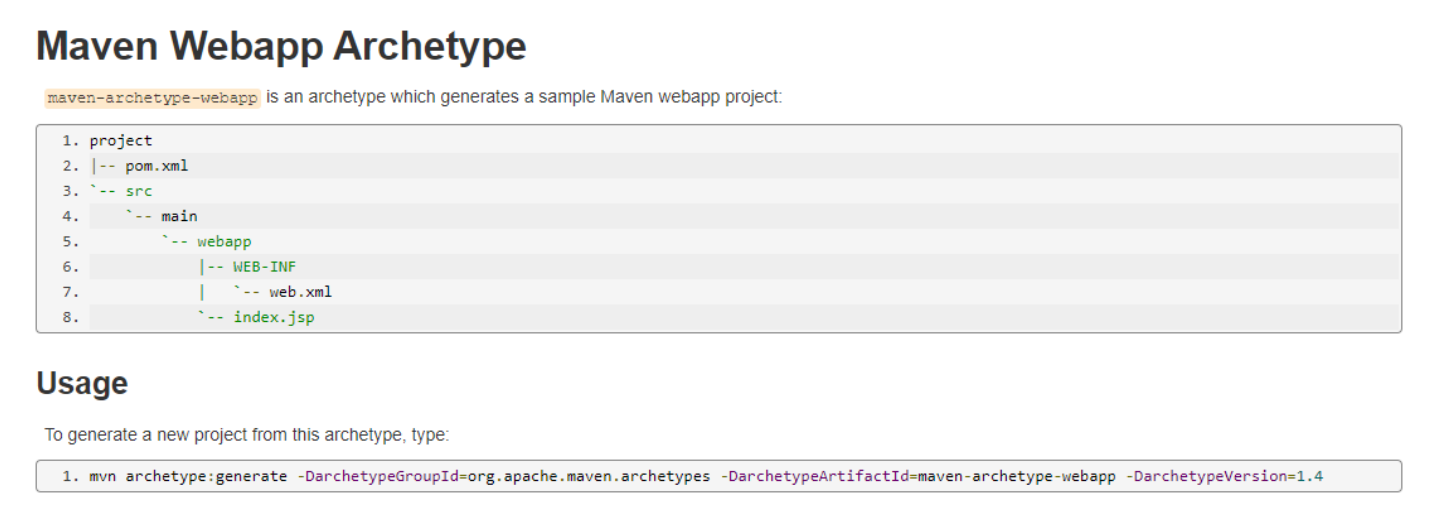 Maven Webapp Archetype
maven-archetype-webapp is an archetype which generates a sample Maven webapp project:
1. project
2. |-- pom.xml
3. `-- src
4.     `-- main
5.         `-- webapp
6.             |-- WEB-INF
7.             |   `-- web.xml
8.             `-- index.jsp
Usage
To generate a new project from this archetype, type:
1. mvn archetype:generate -DarchetypeGroupId=org.apache.maven.archetypes -DarchetypeArtifactId=maven-archetype-webapp -DarchetypeVersion=1.4